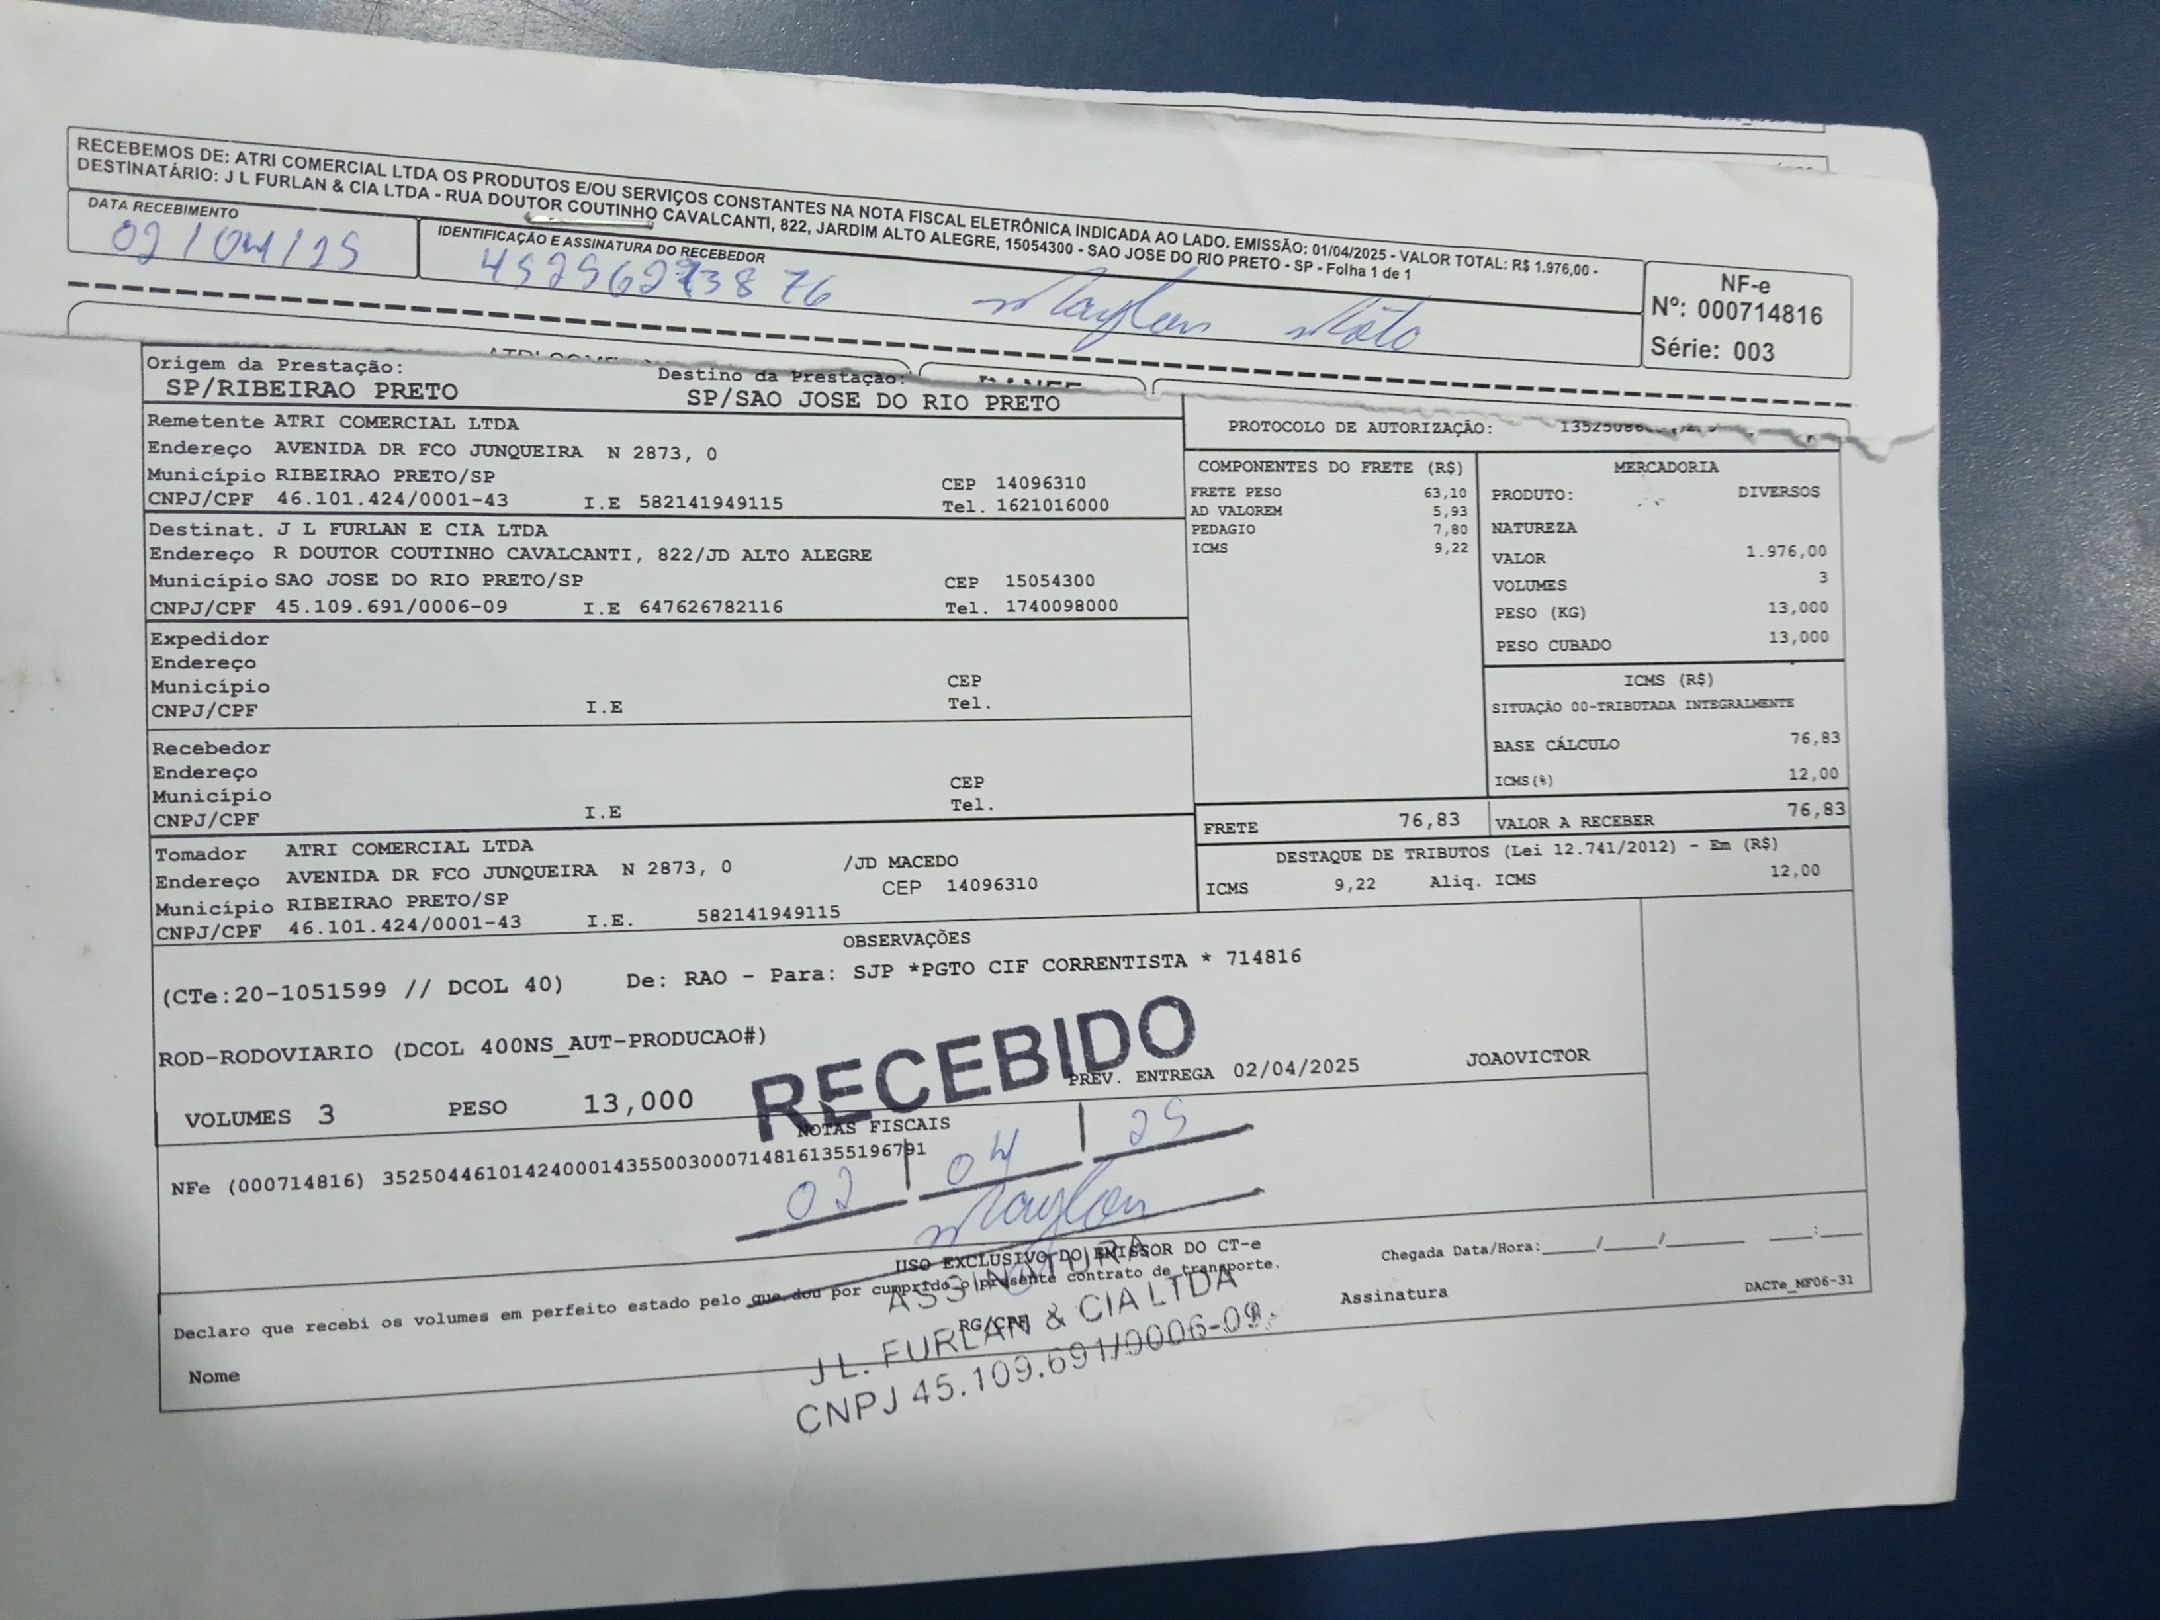 RECEBEMOS DE: ATRI COMERCIAL LTDA OS PRODUTOS E/OU SERVIÇOS CONSTANTES NA NOTA FISCAL ELETRÔNICA INDICADA AO LADO. EMISSÃO: 01/04/2025 - VALOR TOTAL: R$ 1.976,00 -
DESTINATÁRIO: J L FURLAN & CIA LTDA - RUA DOUTOR COUTINHO CAVALCANTI, 822, JARDIM ALTO ALEGRE, 15054300 - SAO JOSE DO RIO PRETO - SP - Folha 1 de 1
DATA RECEBIMENTO
02/04/25
IDENTIFICAÇÃO E ASSINATURA DO RECEBEDOR
NF-e
Nº: 000714816
Série: 003
Origem da Prestação:
SP/RIBEIRAO PRETO
Destino da Prestação:
SP/SAO JOSE DO RIO PRETO
Remetente ATRI COMERCIAL LTDA
Endereço AVENIDA DR FCO JUNQUEIRA N 2873, 0
Município RIBEIRAO PRETO/SP CEP 14096310
CNPJ/CPF 46.101.424/0001-43 I.E 582141949115 Tel. 1621016000
Destinat. J L FURLAN E CIA LTDA
Endereço R DOUTOR COUTINHO CAVALCANTI, 822/JD ALTO ALEGRE
Município SAO JOSE DO RIO PRETO/SP CEP 15054300
CNPJ/CPF 45.109.691/0006-09 I.E 647626782116 Tel. 1740098000
Expedidor
Endereço
Município CEP
CNPJ/CPF I.E Tel.
Recebedor
Endereço
Município CEP
CNPJ/CPF I.E Tel.
Tomador ATRI COMERCIAL LTDA
Endereço AVENIDA DR FCO JUNQUEIRA N 2873, 0 /JD MACEDO
Município RIBEIRAO PRETO/SP CEP 14096310
CNPJ/CPF 46.101.424/0001-43 I.E. 582141949115
PROTOCOLO DE AUTORIZAÇÃO:
COMPONENTES DO FRETE (R$)
FRETE PESO 63,10
AD VALOREM 5,93
PEDAGIO 7,80
ICMS 9,22
MERCADORIA
PRODUTO: DIVERSOS
NATUREZA
VALOR 1.976,00
VOLUMES 3
PESO (KG) 13,000
PESO CUBADO 13,000
ICMS (R$)
SITUAÇÃO 00-TRIBUTADA INTEGRALMENTE
BASE CÁLCULO 76,83
ICMS(%) 12,00
FRETE 76,83 VALOR A RECEBER 76,83
DESTAQUE DE TRIBUTOS (Lei 12.741/2012) - Em (R$)
ICMS 9,22 Aliq. ICMS 12,00
OBSERVAÇÕES
(CTe:20-1051599 // DCOL 40) De: RAO - Para: SJP *PGTO CIF CORRENTISTA * 714816
ROD-RODOVIARIO (DCOL 400NS_AUT-PRODUCAO#)
RECEBIDO
PREV. ENTREGA 02/04/2025 JOAOVICTOR
VOLUMES 3 PESO 13,000
NOTAS FISCAIS
NFe (000714816) 35250446101424000143550030007148161355196791
02 04 25
USO EXCLUSIVO DO EMISSOR DO CT-e
Chegada Data/Hora:____/____/______ ___:___
ASSINATURA
Declaro que recebi os volumes em perfeito estado pelo que dou por cumprido o presente contrato de transporte.
Nome RG/CPF Assinatura DACTe_MF06-31
J L. FURLAN & CIA LTDA
CNPJ 45.109.691/0006-09